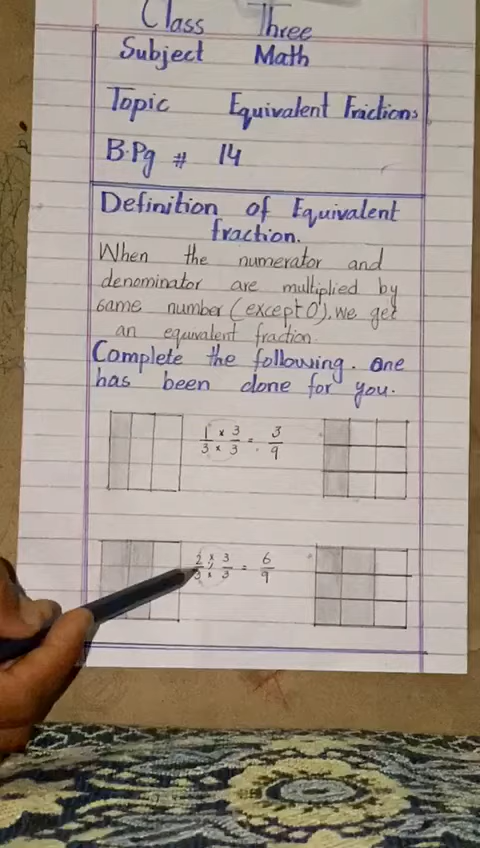 Class Three
Subject Math
Topic Equivalent Frictions
B.Pg # 14
Definition of Equivalent
fraction.
When the numerator and
denominator are multiplied by
same number (except 0). we get
an equivalent fraction.
Complete the following. One
has been done for you.
1/3 × 3/3 = 3/9
2/3 × 3/3 = 6/9